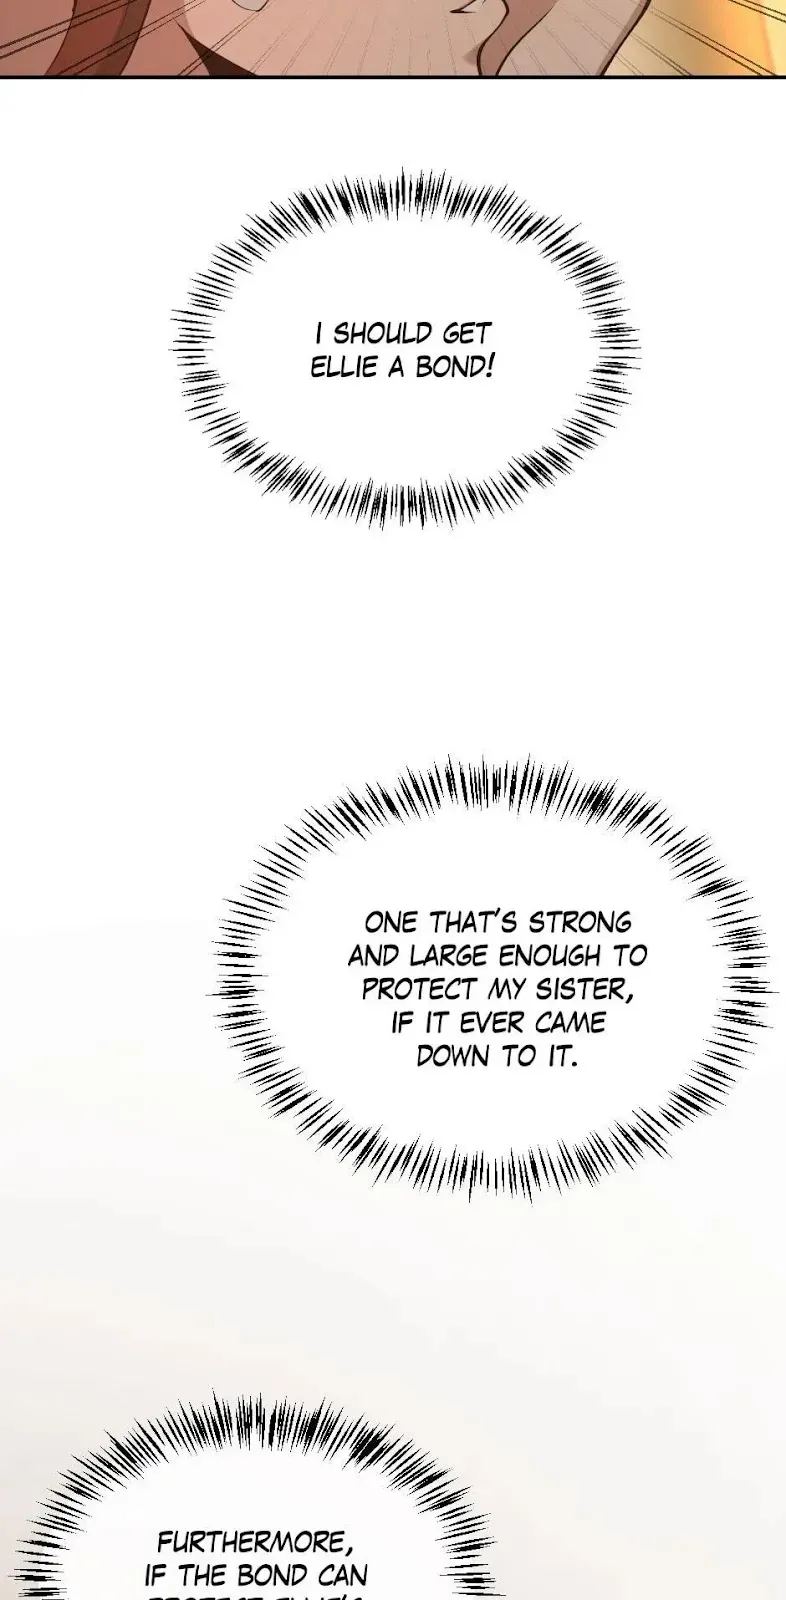 I SHOULD GET
ELLIE A BOND!
ONE THAT'S STRONG
AND LARGE ENOUGH TO
PROTECT MY SISTER,
IF IT EVER CAME
DOWN TO IT.
FURTHERMORE,
IF THE BOND CAN